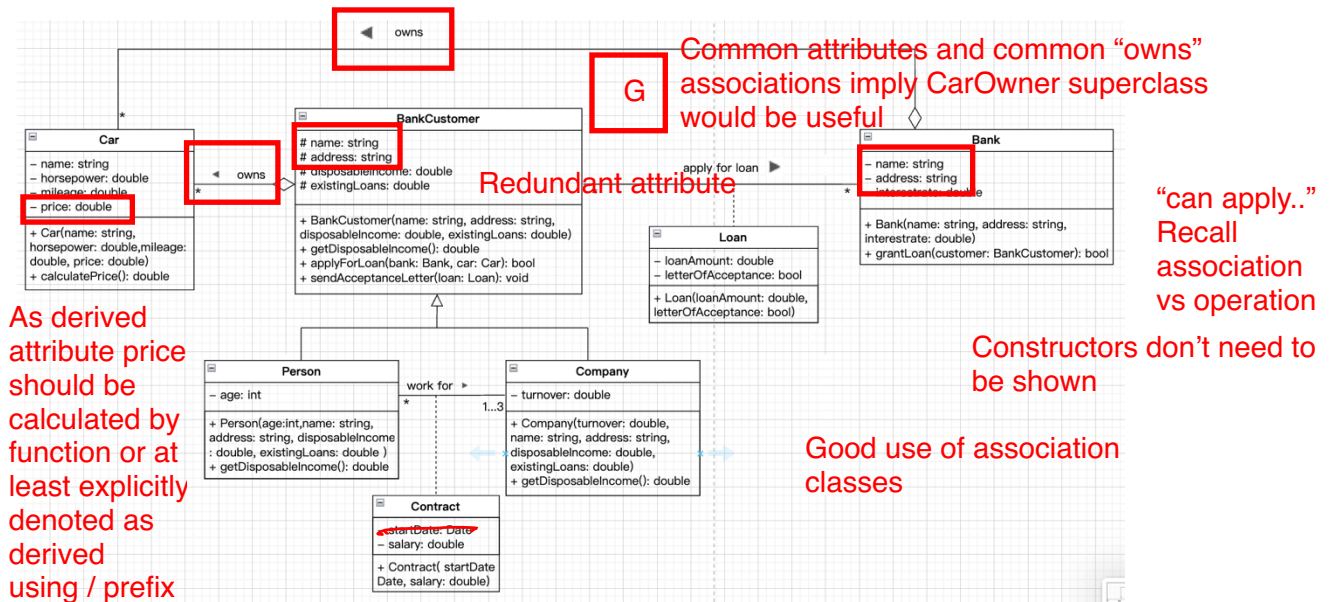 ◄ owns
Common attributes and common “owns”
associations imply CarOwner superclass
would be useful
G
*
Car
– name: string
– horsepower: double
– mileage: double
– price: double
+ Car(name: string,
horsepower: double,mileage:
double, price: double)
+ calculatePrice(): double
◄ owns
*
BankCustomer
# name: string
# address: string
# disposableIncome: double
# existingLoans: double
Redundant attribute
+ BankCustomer(name: string, address: string,
disposableIncome: double, existingLoans: double)
+ getDisposableIncome(): double
+ applyForLoan(bank: Bank, car: Car): bool
+ sendAcceptanceLetter(loan: Loan): void
apply for loan ►
*
Bank
– name: string
– address: string
– interestrate: double
+ Bank(name: string, address: string,
interestrate: double)
+ grantLoan(customer: BankCustomer): bool
“can apply..”
Recall
association
vs operation
Loan
– loanAmount: double
– letterOfAcceptance: bool
+ Loan(loanAmount: double,
letterOfAcceptance: bool)
As derived
attribute price
should be
calculated by
function or at
least explicitly
denoted as
derived
using / prefix
Constructors don’t need to
be shown
Person
– age: int
+ Person(age:int,name: string,
address: string, disposableIncome
: double, existingLoans: double )
+ getDisposableIncome(): double
work for ►
*
1...3
Company
– turnover: double
+ Company(turnover: double,
name: string, address: string,
disposableIncome: double,
existingLoans: double)
+ getDisposableIncome(): double
Good use of association
classes
Contract
– startDate: Date
– salary: double
+ Contract( startDate
Date, salary: double)